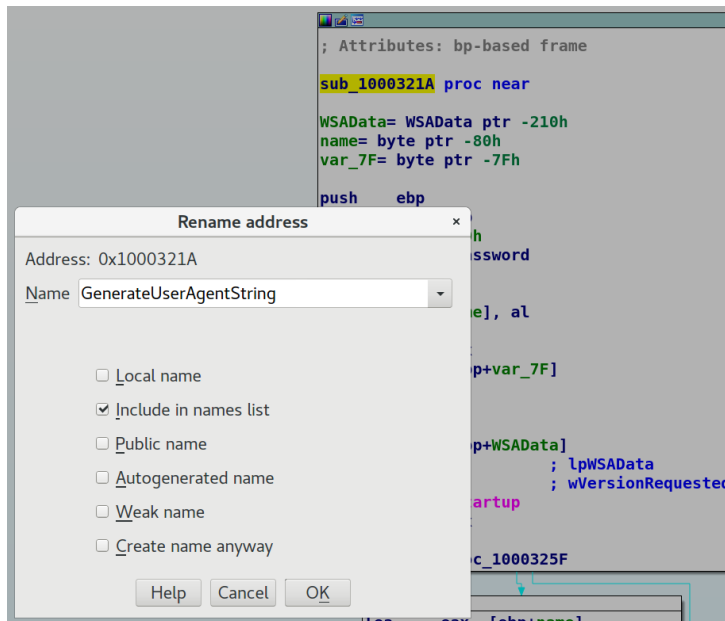 ; Attributes: bp-based frame
sub_1000321A proc near
WSAData= WSAData ptr -210h
name= byte ptr -80h
var_7F= byte ptr -7Fh
push ebp
Rename address ×
Address: 0x1000321A
ssword
Name GenerateUserAgentString
e], al
p+var_7F]
Local name
Include in names list
Public name
p+WSAData]
; lpWSAData
Autogenerated name
; wVersionRequested
Weak name
artup
Create name anyway
c_1000325F
Help Cancel OK
[ebp+name]